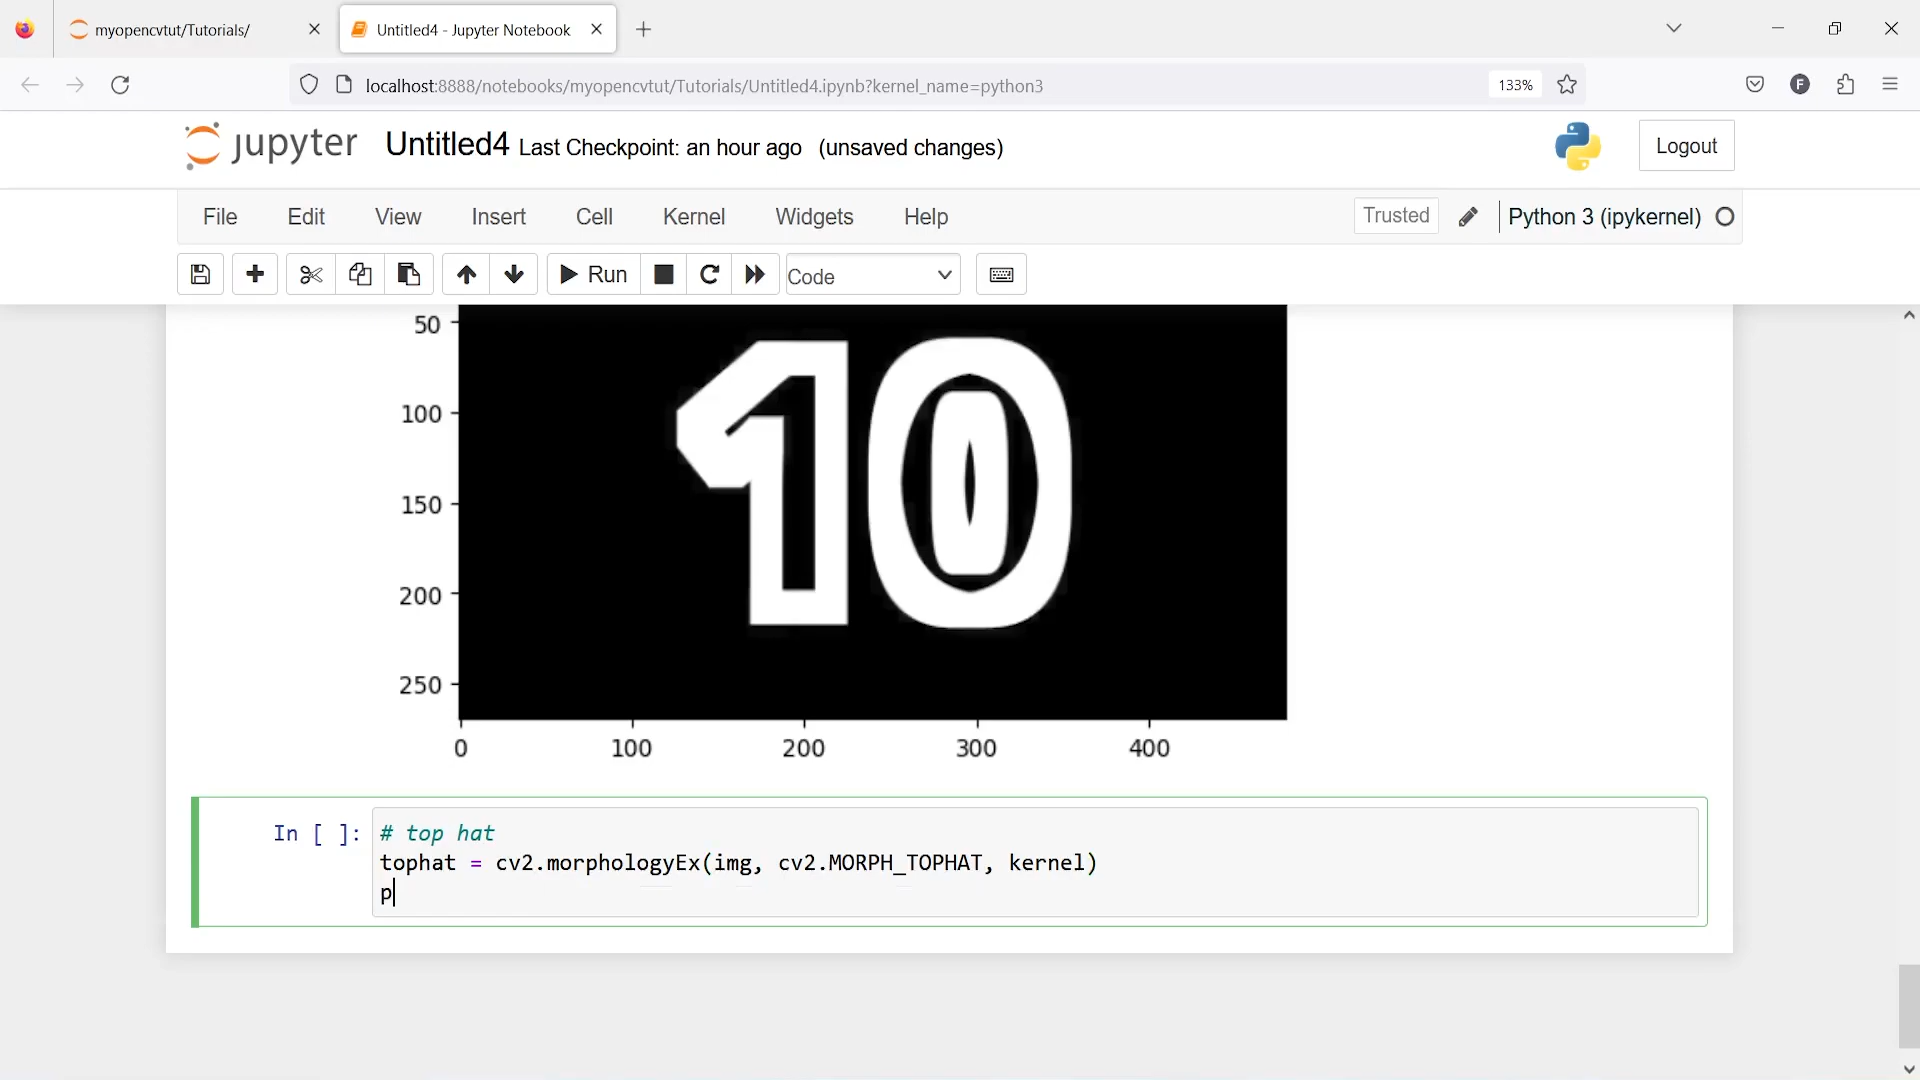 myopencvtut/Tutorials/
Untitled4 - Jupyter Notebook
localhost:8888/notebooks/myopencvtut/Tutorials/Untitled4.ipynb?kernel_name=python3
133%
F
jupyter
Untitled4 Last Checkpoint: an hour ago (unsaved changes)
Logout
File Edit View Insert Cell Kernel Widgets Help
Trusted
Python 3 (ipykernel)
Run
Code
50
100
150
200
250
10
0 100 200 300 400
In [ ]: # top hat
tophat = cv2.morphologyEx(img, cv2.MORPH_TOPHAT, kernel)
p